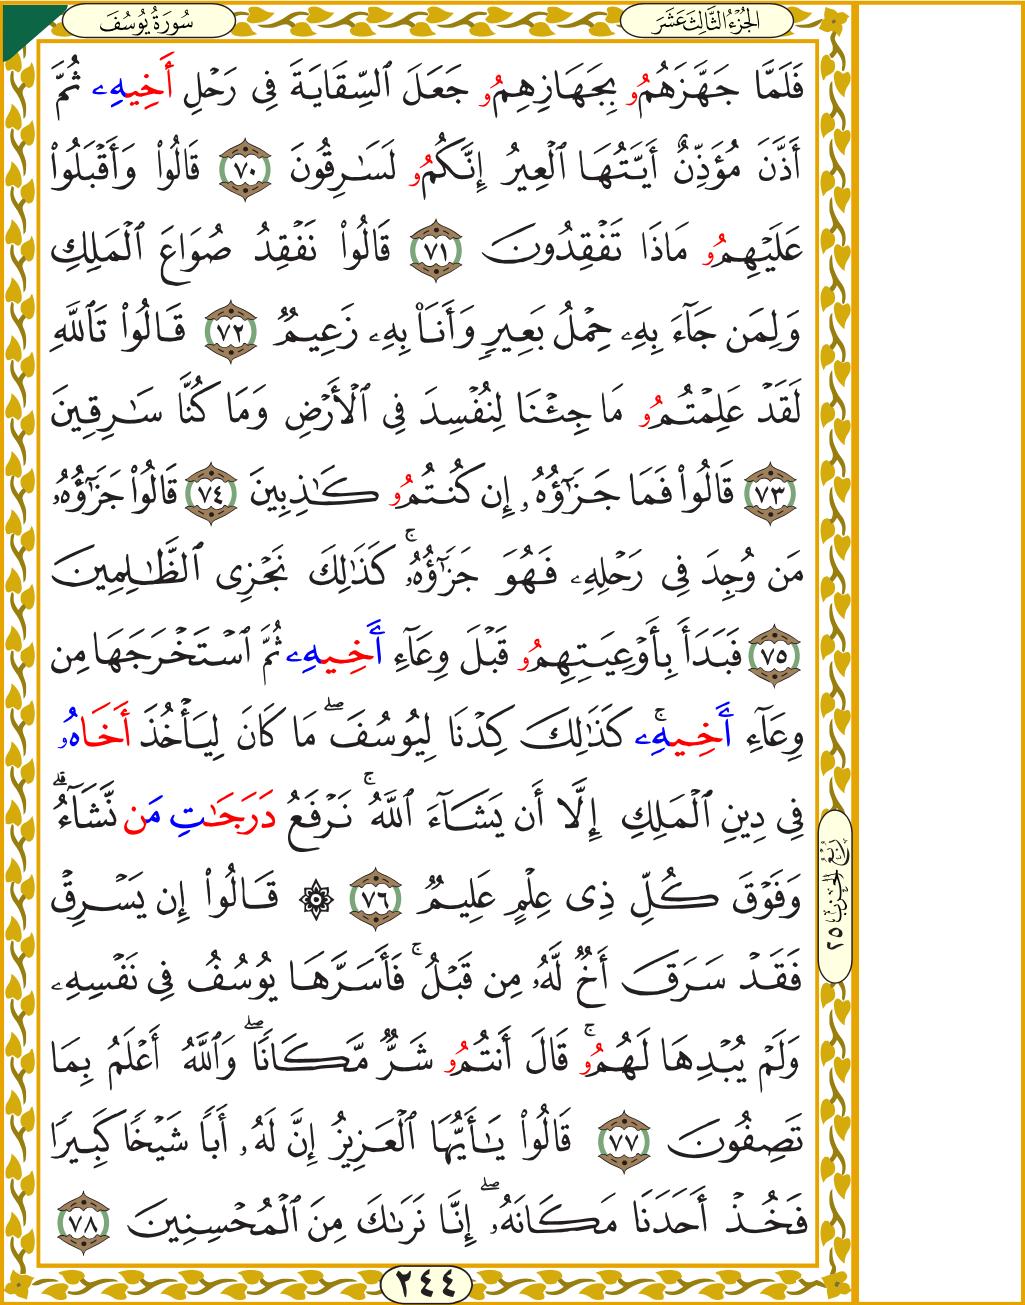 الجُزْءُ الثَّالِثَ عَشَرَ
سُورَةُ يُوسُفَ
فَلَمَّا جَهَّزَهُمُۥ بِجَهَازِهِمُۥ جَعَلَ ٱلسِّقَايَةَ فِى رَحْلِ أَخِيهِۦ ثُمَّ
أَذَّنَ مُؤَذِّنٌ أَيَّتُهَا ٱلْعِيرُ إِنَّكُمُۥ لَسَـٰرِقُونَ ٧٠ قَالُوا۟ وَأَقْبَلُوا۟
عَلَيْهِمُۥ مَاذَا تَفْقِدُونَ ٧١ قَالُوا۟ نَفْقِدُ صُوَاعَ ٱلْمَلِكِ
وَلِمَن جَآءَ بِهِۦ حِمْلُ بَعِيرٍ وَأَنَا۠ بِهِۦ زَعِيمٌ ٧٢ قَالُوا۟ تَٱللَّهِ
لَقَدْ عَلِمْتُمُۥ مَا جِئْنَا لِنُفْسِدَ فِى ٱلْأَرْضِ وَمَا كُنَّا سَـٰرِقِينَ
٧٣ قَالُوا۟ فَمَا جَزَٰٓؤُهُۥ إِن كُنتُمُۥ كَـٰذِبِينَ ٧٤ قَالُوا۟ جَزَٰٓؤُهُۥ
مَن وُجِدَ فِى رَحْلِهِۦ فَهُوَ جَزَٰٓؤُهُۥۚ كَذَٰلِكَ نَجْزِى ٱلظَّـٰلِمِينَ
٧٥ فَبَدَأَ بِأَوْعِيَتِهِمُۥ قَبْلَ وِعَآءِ أَخِيهِۦ ثُمَّ ٱسْتَخْرَجَهَا مِن
وِعَآءِ أَخِيهِۦۚ كَذَٰلِكَ كِدْنَا لِيُوسُفَۖ مَا كَانَ لِيَأْخُذَ أَخَاهُۥ
فِى دِينِ ٱلْمَلِكِ إِلَّآ أَن يَشَآءَ ٱللَّهُۚ نَرْفَعُ دَرَجَـٰتِ مَن نَّشَآءُۗ
وَفَوْقَ كُلِّ ذِى عِلْمٍ عَلِيمٌ ٧٦ ۞ قَالُوٓا۟ إِن يَسْرِقْ
فَقَدْ سَرَقَ أَخٌ لَّهُۥ مِن قَبْلُۚ فَأَسَرَّهَا يُوسُفُ فِى نَفْسِهِۦ
وَلَمْ يُبْدِهَا لَهُمُۥۚ قَالَ أَنتُمُۥ شَرٌّ مَّكَانًاۖ وَٱللَّهُ أَعْلَمُ بِمَا
تَصِفُونَ ٧٧ قَالُوا۟ يَـٰٓأَيُّهَا ٱلْعَزِيزُ إِنَّ لَهُۥٓ أَبًا شَيْخًا كَبِيرًا
فَخُذْ أَحَدَنَا مَكَانَهُۥٓۖ إِنَّا نَرَىٰكَ مِنَ ٱلْمُحْسِنِينَ ٧٨
رُبْعُ الحِزْبِ ٢٥
٢٤٤